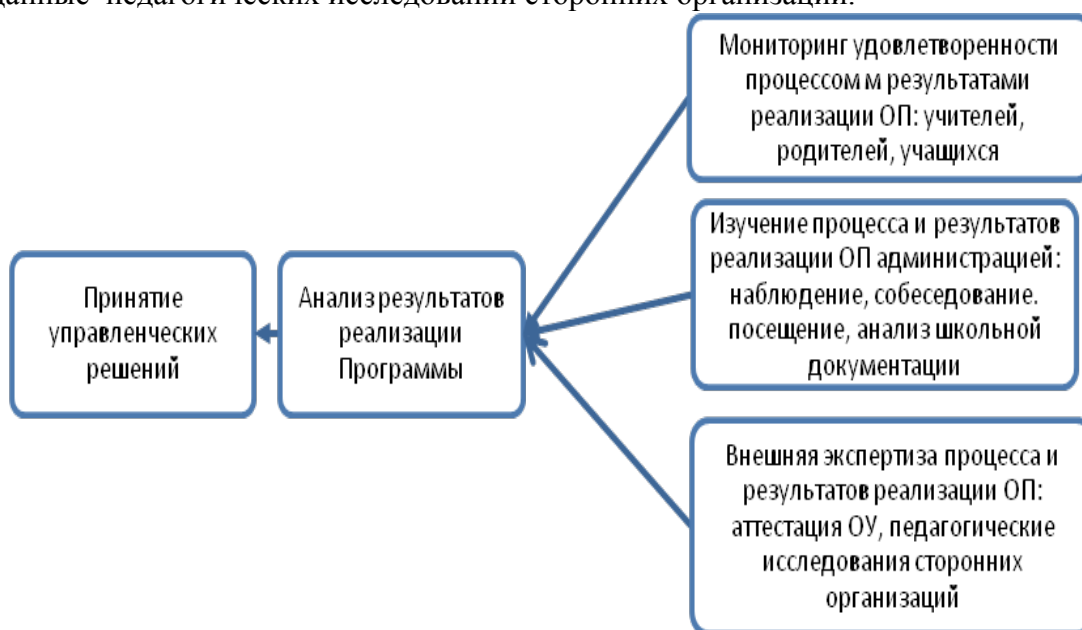 данные педагогических исследований сторонних организаций.
Мониторинг удовлетворенности
процессом м результатами
реализации ОП: учителей,
родителей, учащихся
Изучение процесса и результатов
реализации ОП администрацией:
наблюдение, собеседование.
посещение, анализ школьной
документации
Принятие
управленческих
решений
Анализ результатов
реализации
Программы
Внешняя экспертиза процесса и
результатов реализации ОП:
аттестация ОУ, педагогические
исследования сторонних
организаций